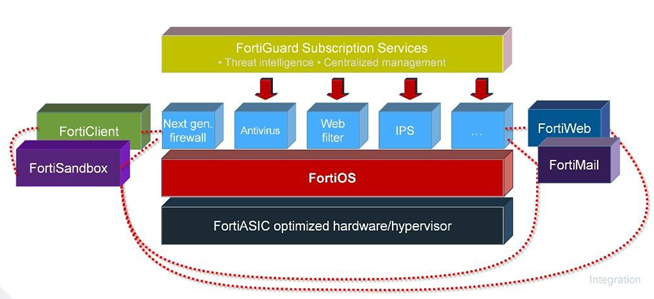 FortiGuard Subscription Services
• Threat intelligence • Centralized management
FortiClient
FortiSandbox
Next gen.
firewall
Antivirus
Web
filter
IPS
...
FortiWeb
FortiMail
FortiOS
FortiASIC optimized hardware/hypervisor
Integration